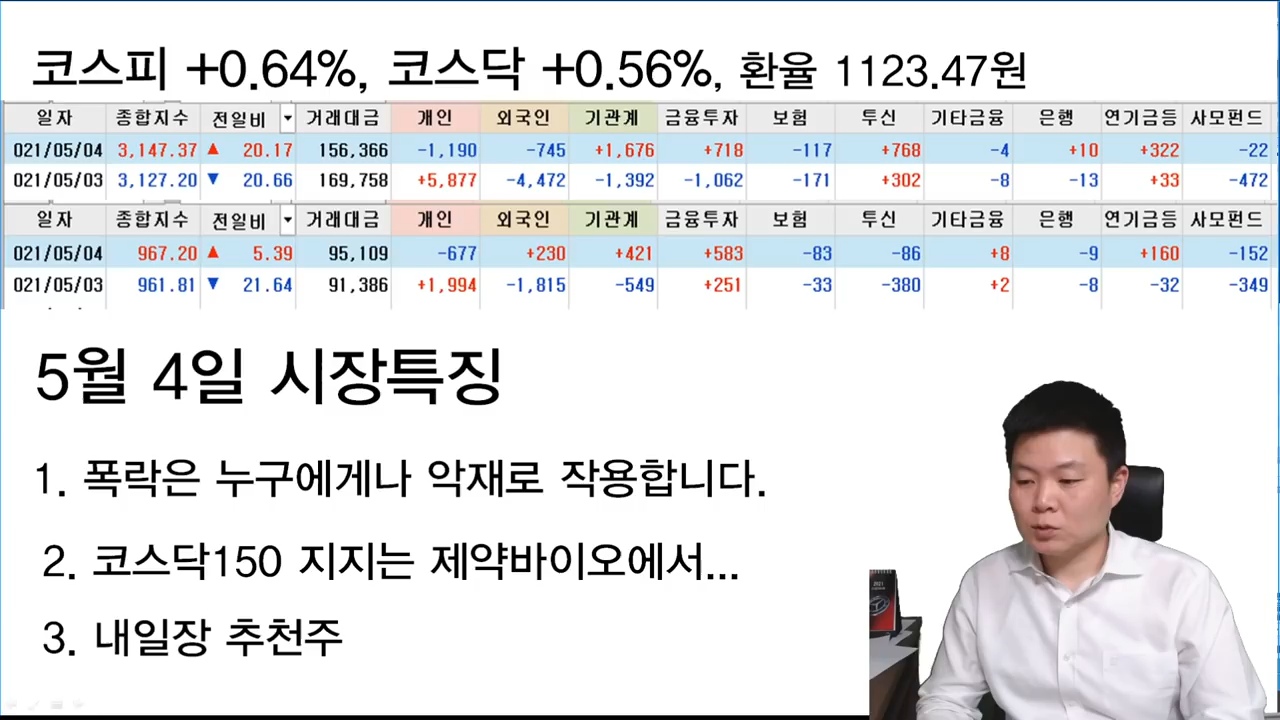 코스피 +0.64%, 코스닥 +0.56%, 환율 1123.47원
일자 종합지수 전일비 거래대금 개인 외국인 기관계 금융투자 보험 투신 기타금융 은행 연기금등 사모펀드
021/05/04 3,147.37 ▲ 20.17 156,366 -1,190 -745 +1,676 +718 -117 +768 -4 +10 +322 -22
021/05/03 3,127.20 ▼ 20.66 169,758 +5,877 -4,472 -1,392 -1,062 -171 +302 -8 -13 +33 -472
일자 종합지수 전일비 거래대금 개인 외국인 기관계 금융투자 보험 투신 기타금융 은행 연기금등 사모펀드
021/05/04 967.20 ▲ 5.39 95,109 -677 +230 +421 +583 -83 -86 +8 -9 +160 -152
021/05/03 961.81 ▼ 21.64 91,386 +1,994 -1,815 -549 +251 -33 -380 +2 -8 -32 -349
5월 4일 시장특징
1. 폭락은 누구에게나 악재로 작용합니다.
2. 코스닥150 지지는 제약바이오에서...
3. 내일장 추천주
2021